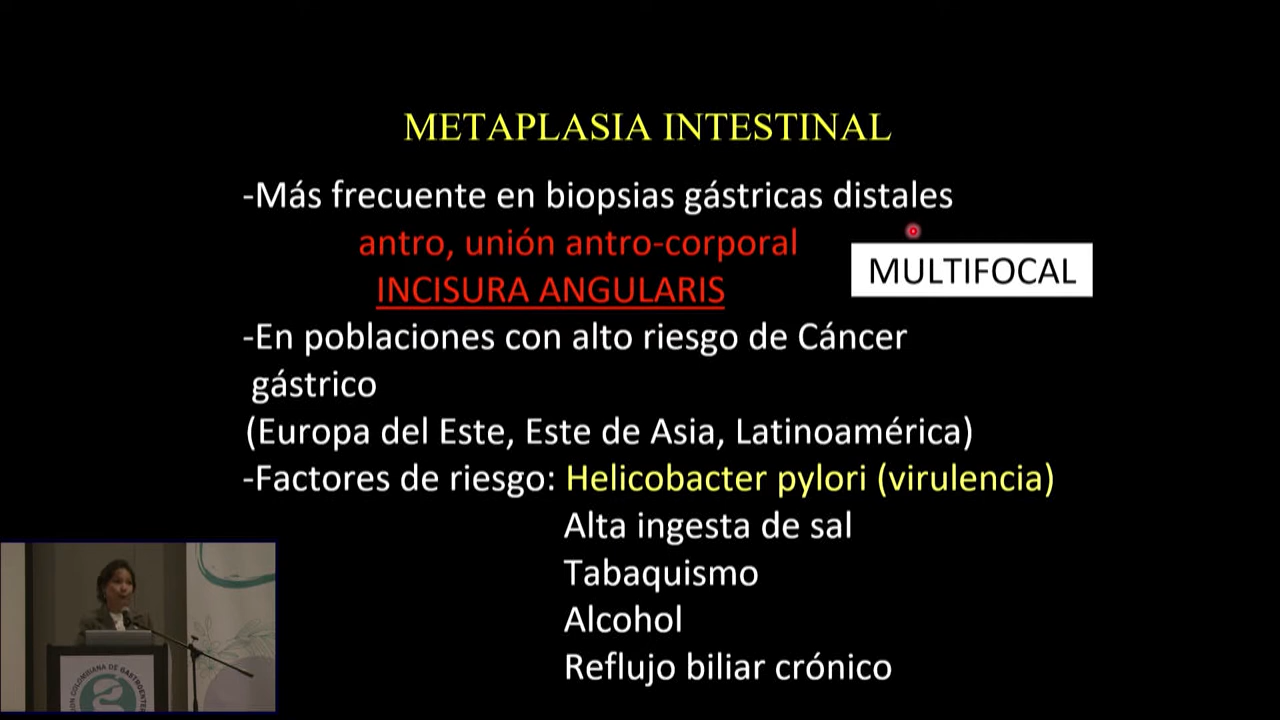 METAPLASIA INTESTINAL
-Más frecuente en biopsias gástricas distales
antro, unión antro-corporal
MULTIFOCAL
INCISURA ANGULARIS
-En poblaciones con alto riesgo de Cáncer
gástrico
(Europa del Este, Este de Asia, Latinoamérica)
-Factores de riesgo: Helicobacter pylori (virulencia)
Alta ingesta de sal
Tabaquismo
Alcohol
Reflujo biliar crónico
COLOMBIANA DE